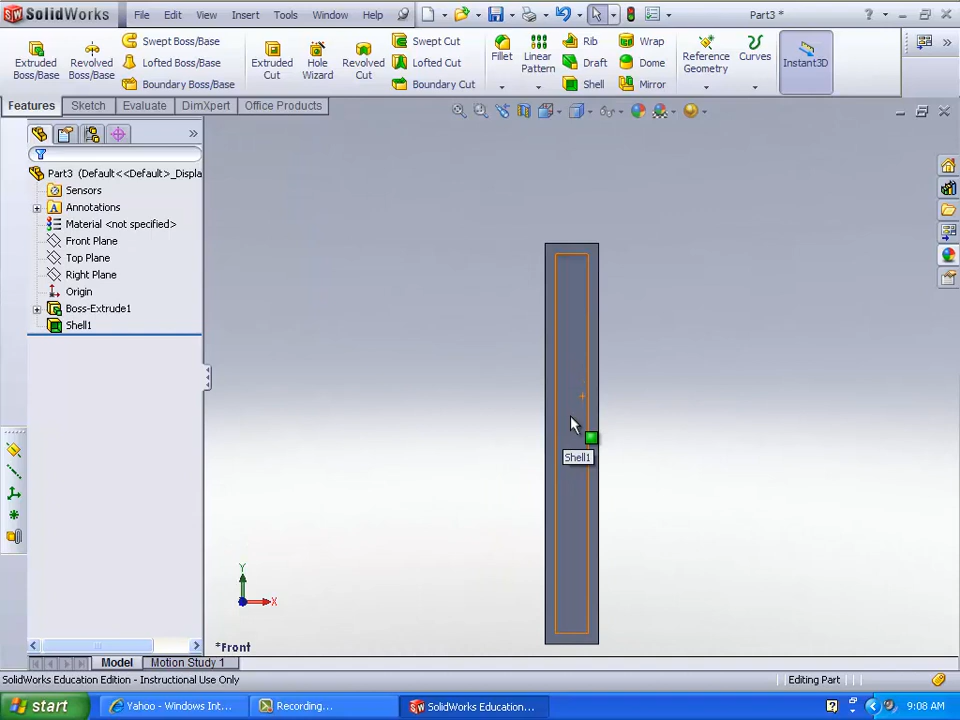 SolidWorks File Edit View Insert Tools Window Help Part3 *
Extruded Boss/Base
Revolved Boss/Base
Swept Boss/Base
Lofted Boss/Base
Boundary Boss/Base
Extruded Cut
Hole Wizard
Revolved Cut
Swept Cut
Lofted Cut
Boundary Cut
Fillet
Linear Pattern
Rib
Draft
Shell
Wrap
Dome
Mirror
Reference Geometry
Curves
Instant3D
Features Sketch Evaluate DimXpert Office Products
Part3 (Default<<Default>_Displa
Sensors
Annotations
Material <not specified>
Front Plane
Top Plane
Right Plane
Origin
Boss-Extrude1
Shell1
Shell1
Y
X
*Front
Model Motion Study 1
SolidWorks Education Edition - Instructional Use Only Editing Part
start Yahoo - Windows Int... Recording... SolidWorks Education... 9:08 AM